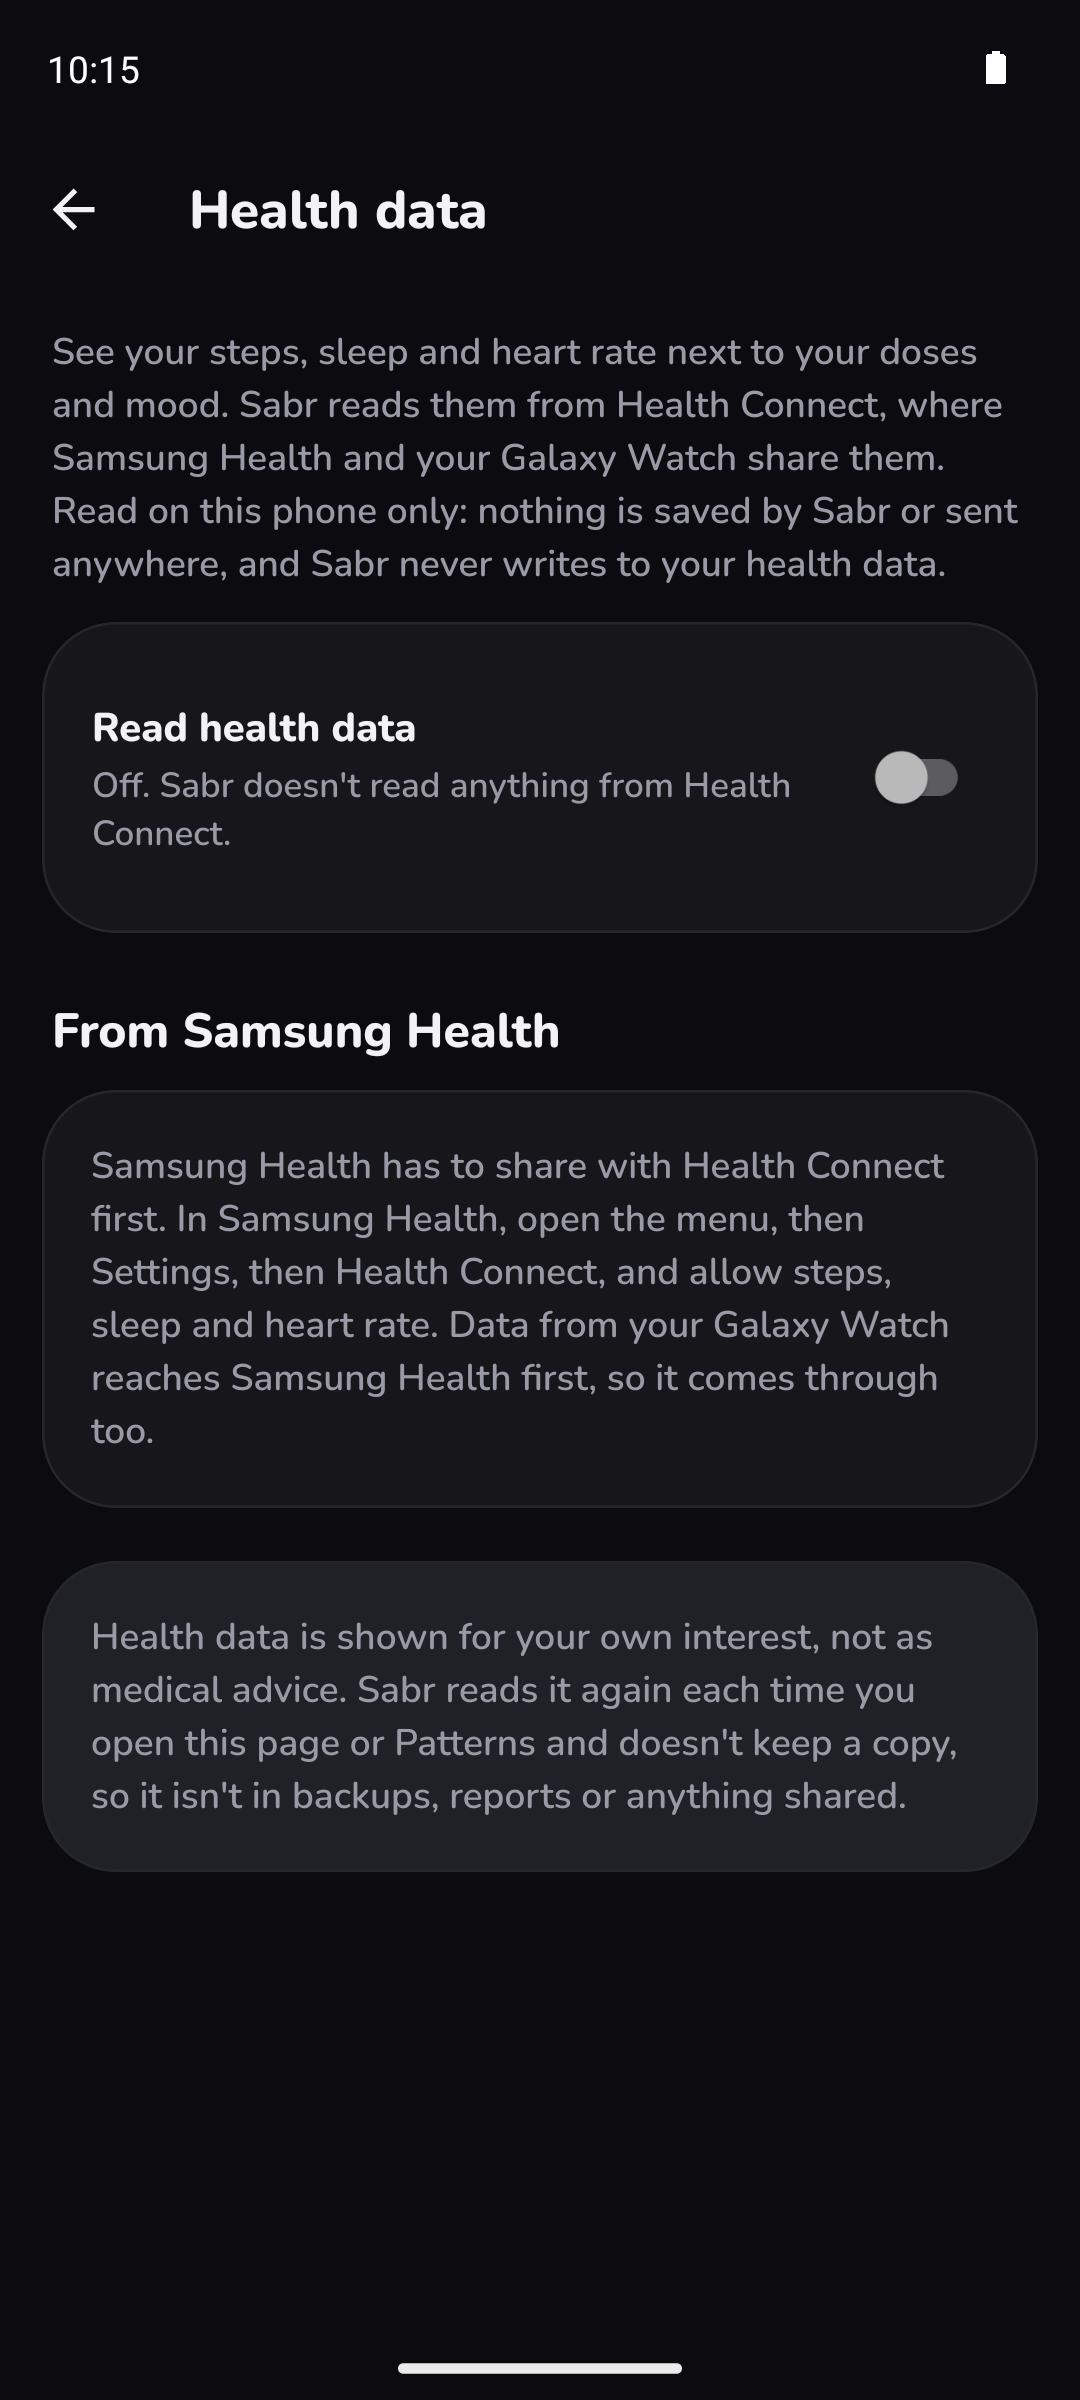 10:15
Health data
See your steps, sleep and heart rate next to your doses
and mood. Sabr reads them from Health Connect, where
Samsung Health and your Galaxy Watch share them.
Read on this phone only: nothing is saved by Sabr or sent
anywhere, and Sabr never writes to your health data.
Read health data
Off. Sabr doesn't read anything from Health
Connect.
From Samsung Health
Samsung Health has to share with Health Connect
first. In Samsung Health, open the menu, then
Settings, then Health Connect, and allow steps,
sleep and heart rate. Data from your Galaxy Watch
reaches Samsung Health first, so it comes through
too.
Health data is shown for your own interest, not as
medical advice. Sabr reads it again each time you
open this page or Patterns and doesn't keep a copy,
so it isn't in backups, reports or anything shared.